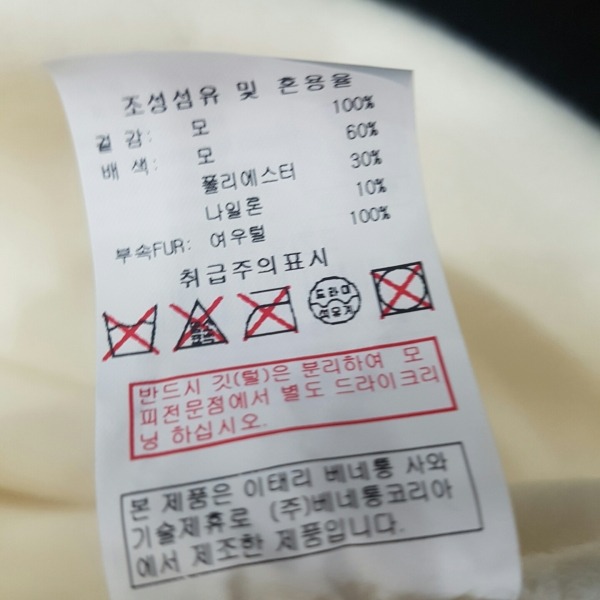 조성섬유 및 혼용율
겉 감: 모 100%
배 색: 모 60%
폴리에스터 30%
나일론 10%
부속FUR: 여우털 100%
취급주의표시
드라이
석유계
반드시 깃(털)은 분리하여 모
피전문점에서 별도 드라이크리
닝 하십시오.
본 제품은 이태리 베네통 사와
기술제휴로 (주)베네통코리아
에서 제조한 제품입니다.